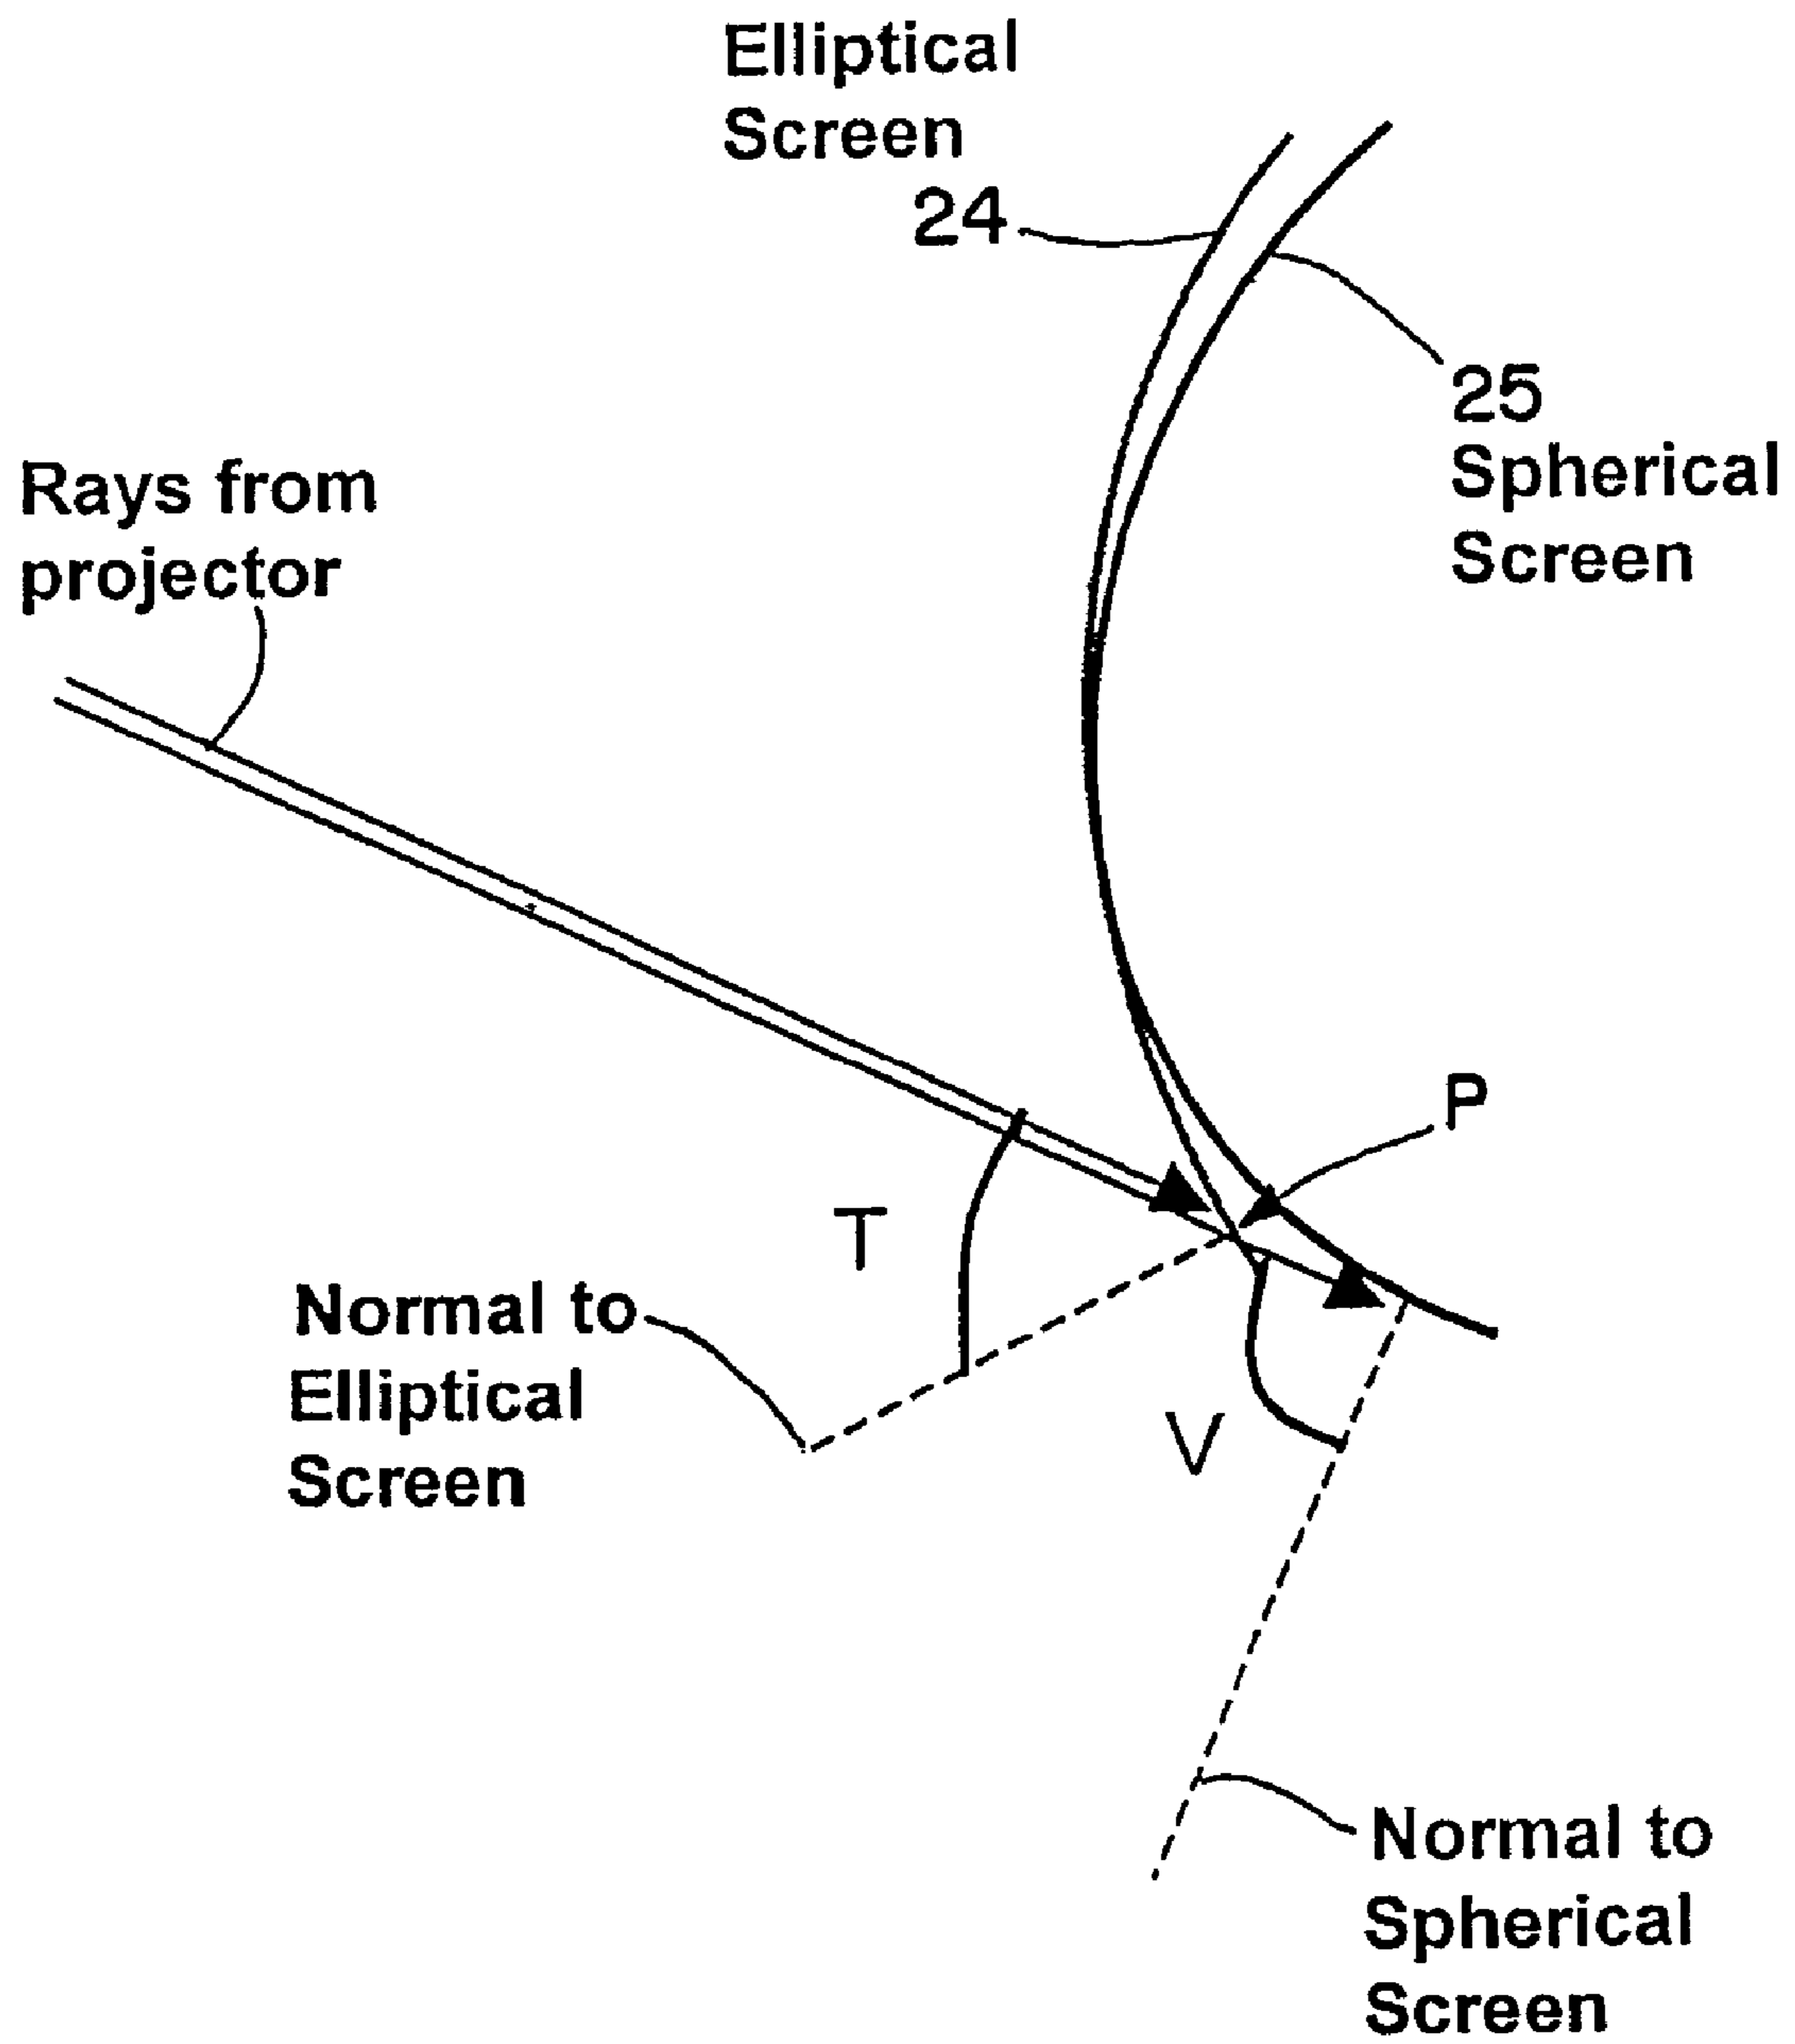 Elliptical
Screen
24
25
Spherical
Screen
Rays from
projector
P
T
Normal to
Elliptical
Screen
V
Normal to
Spherical
Screen